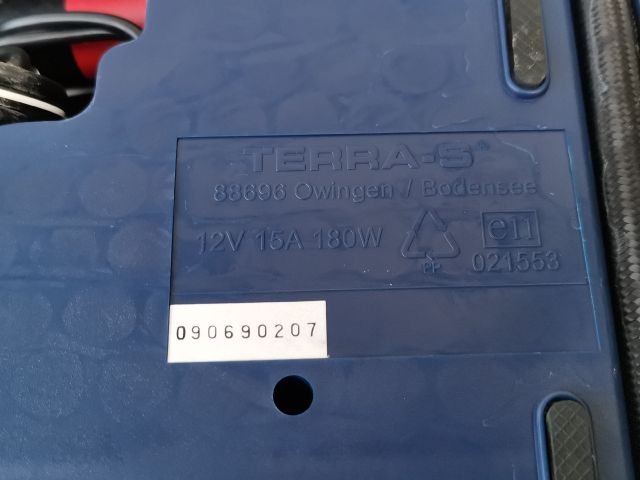 TERRA-S®
88696 Owingen / Bodensee
12V 15A 180W
PP
e11
021553
090690207